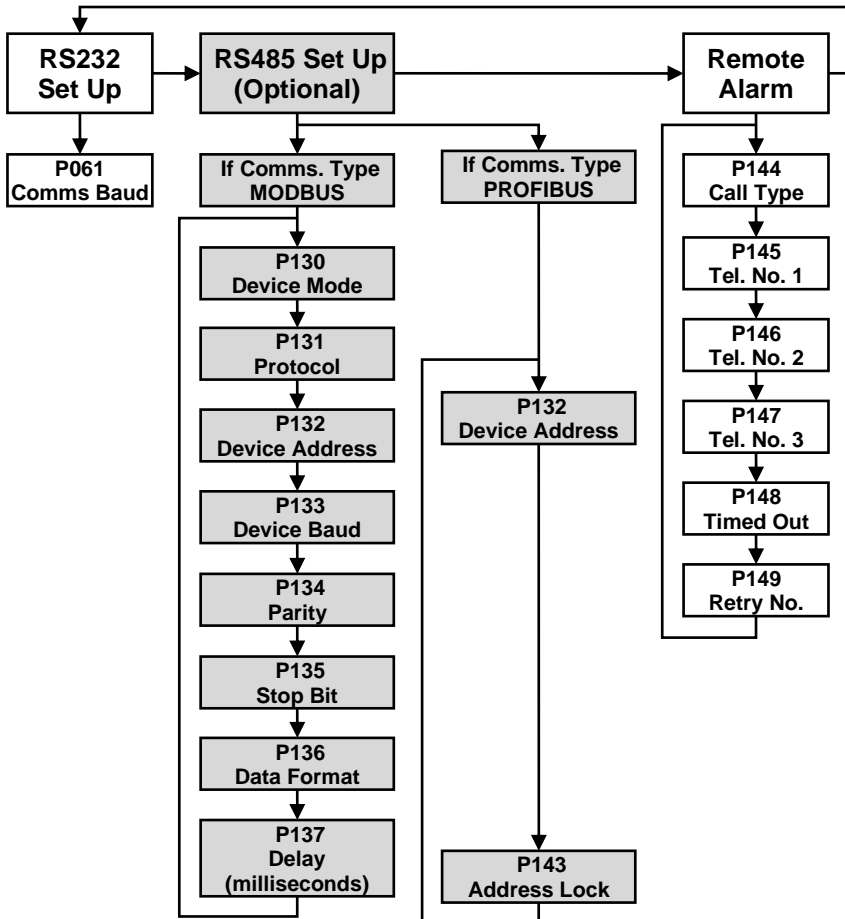 RS232
Set Up
RS485 Set Up
(Optional)
Remote
Alarm
P061
Comms Baud
If Comms. Type
MODBUS
If Comms. Type
PROFIBUS
P144
Call Type
P130
Device Mode
P145
Tel. No. 1
P131
Protocol
P146
Tel. No. 2
P132
Device Address
P132
Device Address
P147
Tel. No. 3
P133
Device Baud
P148
Timed Out
P134
Parity
P149
Retry No.
P135
Stop Bit
P136
Data Format
P137
Delay
(milliseconds)
P143
Address Lock